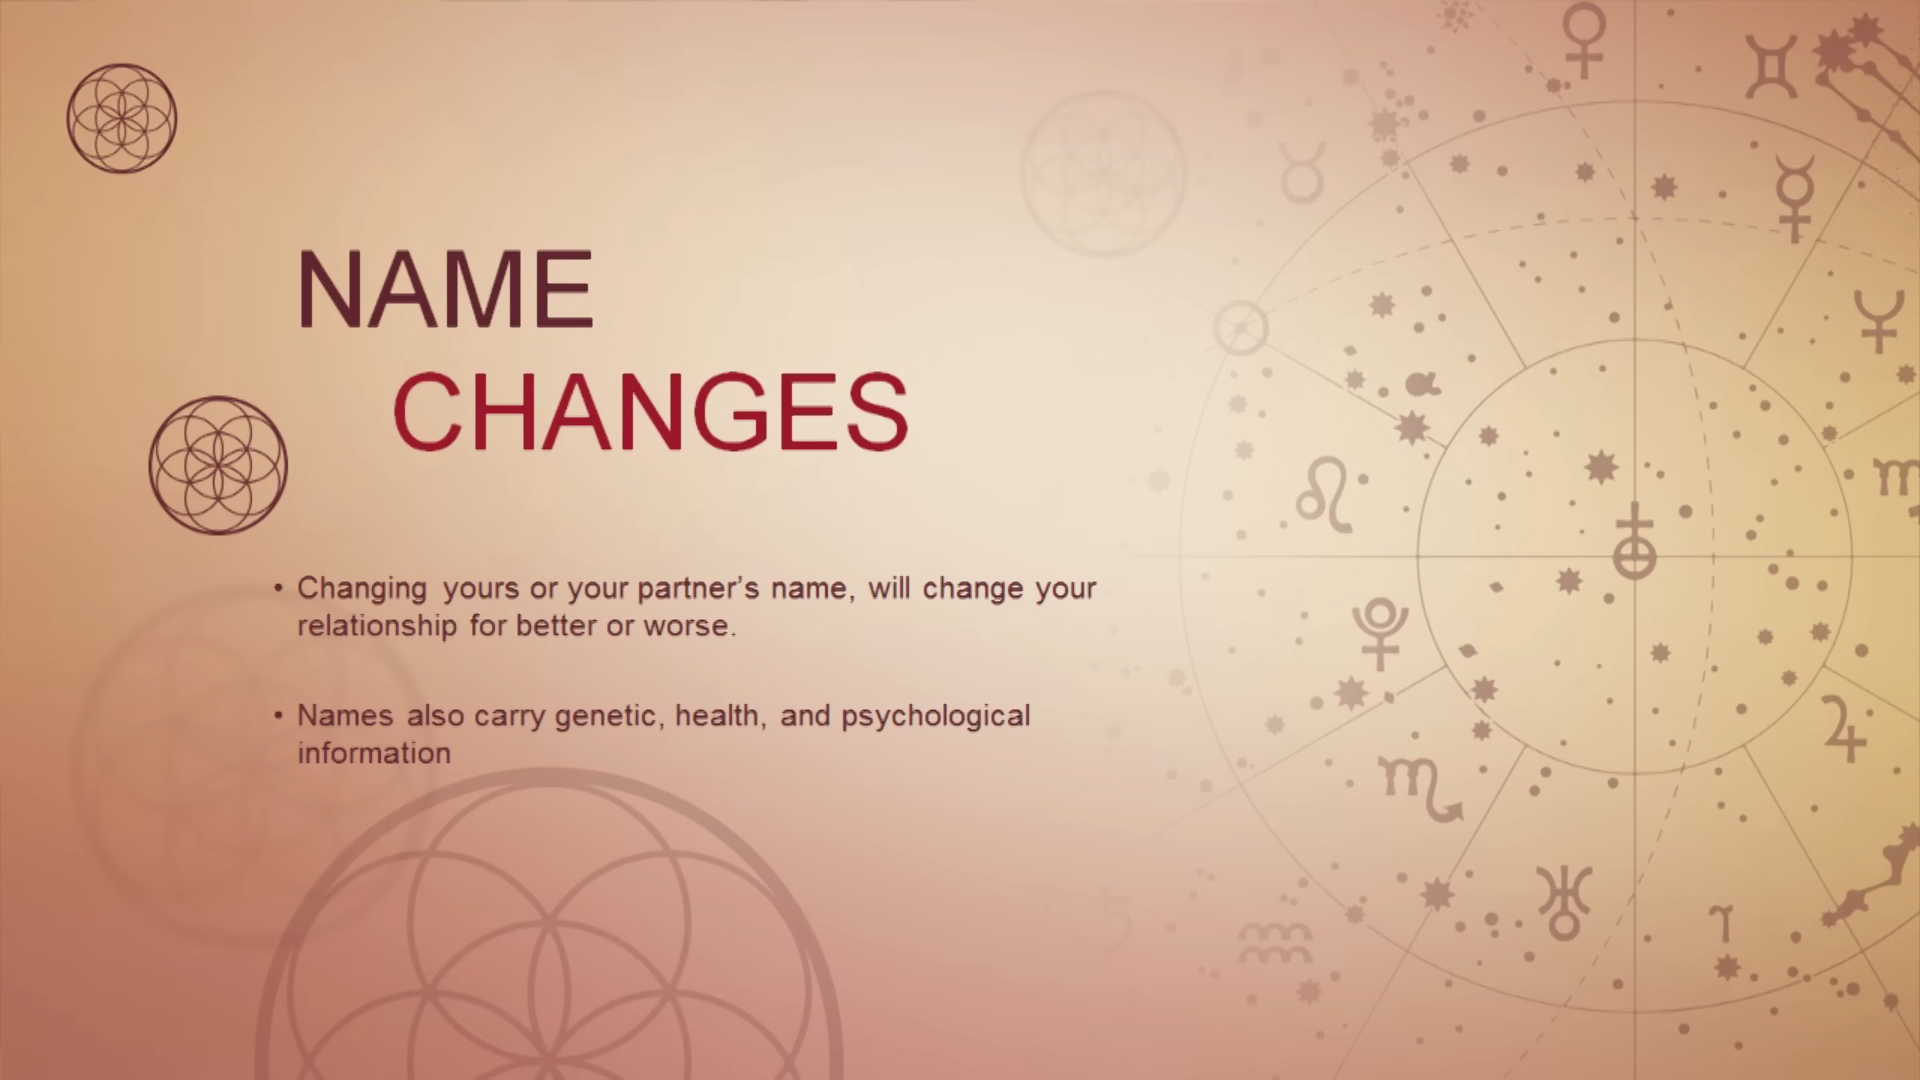 NAME
CHANGES
• Changing yours or your partner’s name, will change your
relationship for better or worse.
• Names also carry genetic, health, and psychological
information